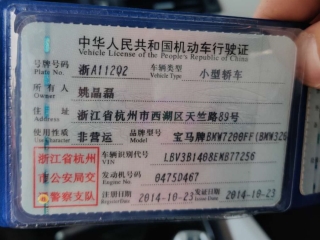 中华人民共和国机动车行驶证
Vehicle License of the People's Republic of China
号牌号码 浙A11292 车辆类型 小型轿车
Plate No. Vehicle Type
所有人 姚晶磊
Owner
住址 浙江省杭州市西湖区天竺路89号
Address
使用性质 非营运 品牌型号 宝马牌BMW7200FF(BMW326
Use Character Model
浙江省杭州
市公安局交
通警察支队
车辆识别代号 LBV3B1408EMB77256
VIN
发动机号码 0475D467
Engine No.
注册日期 2014-10-23 发证日期 2014-10-23
Register Date Issue Date